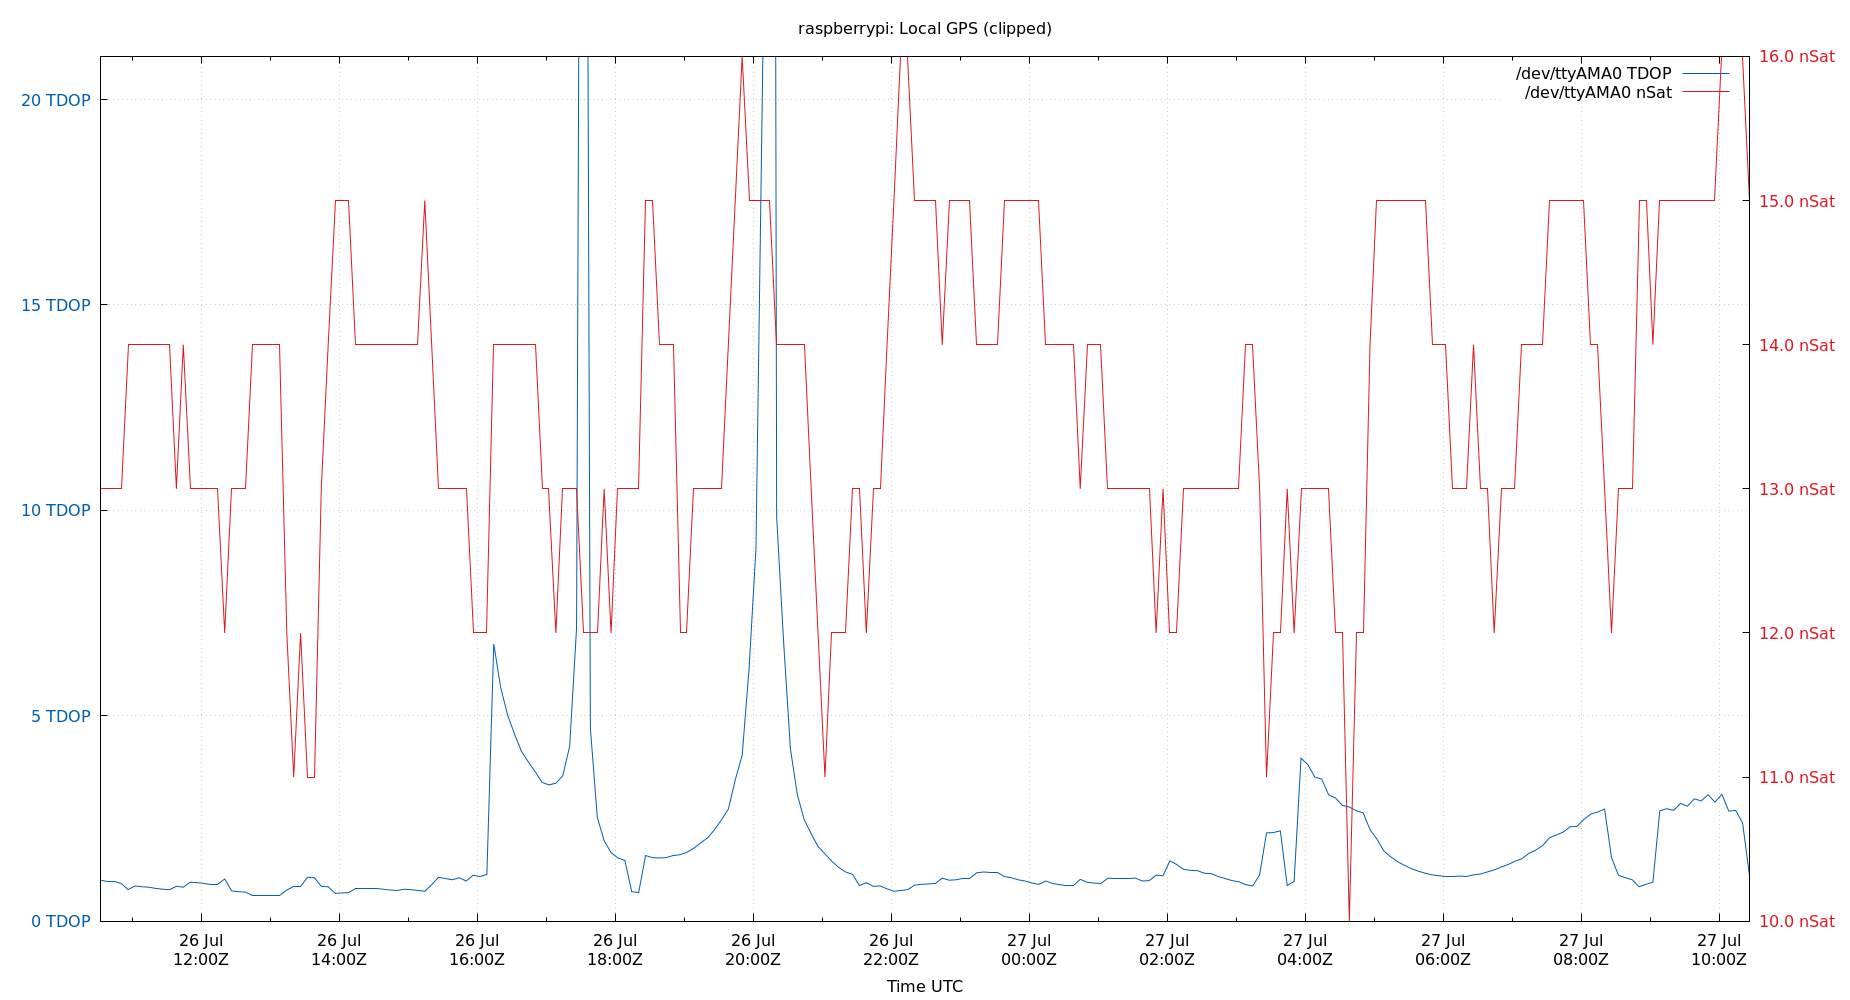 raspberrypi: Local GPS (clipped)
16.0 nSat
/dev/ttyAMA0 TDOP
/dev/ttyAMA0 nSat
20 TDOP
15.0 nSat
15 TDOP
14.0 nSat
13.0 nSat
10 TDOP
12.0 nSat
5 TDOP
11.0 nSat
0 TDOP
10.0 nSat
26 Jul 26 Jul 26 Jul 26 Jul 26 Jul 26 Jul 27 Jul 27 Jul 27 Jul 27 Jul 27 Jul 27 Jul
12:00Z 14:00Z 16:00Z 18:00Z 20:00Z 22:00Z 00:00Z 02:00Z 04:00Z 06:00Z 08:00Z 10:00Z
Time UTC